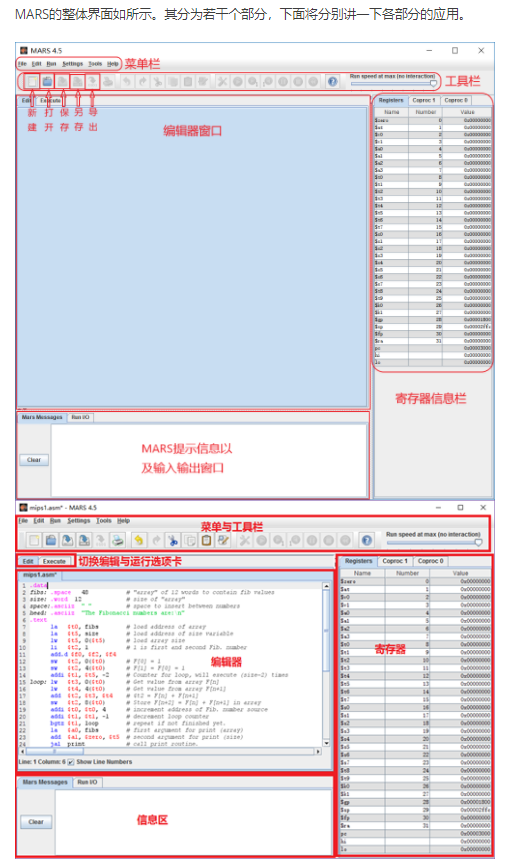 MARS的整体界面如所示。其分为若干个部分，下面将分别讲一下各部分的应用。
MARS 4.5
File Edit Run Settings Tools Help 菜单栏
Run speed at max (no interaction) 工具栏
Edit Execute
新建 打开 保存 另存 导出
编辑器窗口
Registers Coproc 1 Coproc 0
Name Number Value
$zero 0 0x00000000
$at 1 0x00000000
$v0 2 0x00000000
$v1 3 0x00000000
$a0 4 0x00000000
$a1 5 0x00000000
$a2 6 0x00000000
$a3 7 0x00000000
$t0 8 0x00000000
$t1 9 0x00000000
$t2 10 0x00000000
$t3 11 0x00000000
$t4 12 0x00000000
$t5 13 0x00000000
$t6 14 0x00000000
$t7 15 0x00000000
$s0 16 0x00000000
$s1 17 0x00000000
$s2 18 0x00000000
$s3 19 0x00000000
$s4 20 0x00000000
$s5 21 0x00000000
$s6 22 0x00000000
$s7 23 0x00000000
$t8 24 0x00000000
$t9 25 0x00000000
$k0 26 0x00000000
$k1 27 0x00000000
$gp 28 0x00001800
$sp 29 0x00002ffc
$fp 30 0x00000000
$ra 31 0x00000000
pc 0x00003000
hi 0x00000000
lo 0x00000000
寄存器信息栏
Mars Messages Run I/O
Clear
MARS提示信息以
及输入输出窗口
mips1.asm* - MARS 4.5
File Edit Run Settings Tools Help
菜单与工具栏
Run speed at max (no interaction)
Edit Execute 切换编辑与运行选项卡
mips1.asm*
1 .data
2 fibs: .space 48 # "array" of 12 words to contain fib values
3 size: .word 12 # size of "array"
4 space:.asciiz " " # space to insert between numbers
5 head: .asciiz "The Fibonacci numbers are:\n"
6 .text
7 la $t0, fibs # load address of array
8 la $t5, size # load address of size variable
9 lw $t5, 0($t5) # load array size
10 li $t2, 1 # 1 is first and second Fib. number
11 add.d $f0, $f2, $f4
12 sw $t2, 0($t0) # F[0] = 1
13 sw $t2, 4($t0) # F[1] = F[0] = 1
14 addi $t1, $t5, -2 # Counter for loop, will execute (size-2) times
15 loop: lw $t3, 0($t0) # Get value from array F[n]
16 lw $t4, 4($t0) # Get value from array F[n+1]
17 add $t2, $t3, $t4 # $t2 = F[n] + F[n+1]
18 sw $t2, 8($t0) # Store F[n+2] = F[n] + F[n+1] in array
19 addi $t0, $t0, 4 # increment address of Fib. number source
20 addi $t1, $t1, -1 # decrement loop counter
21 bgtz $t1, loop # repeat if not finished yet.
22 la $a0, fibs # first argument for print (array)
23 add $a1, $zero, $t5 # second argument for print (size)
24 jal print # call print routine.
编辑器
Line: 1 Column: 6 Show Line Numbers
Registers Coproc 1 Coproc 0
Name Number Value
$zero 0 0x00000000
$at 1 0x00000000
$v0 2 0x00000000
$v1 3 0x00000000
$a0 4 0x00000000
$a1 5 0x00000000
$a2 6 0x00000000
$a3 7 0x00000000
$t0 8 0x00000000
$t1 9 0x00000000
寄存器
$t2 10 0x00000000
$t3 11 0x00000000
$t4 12 0x00000000
$t5 13 0x00000000
$t6 14 0x00000000
$t7 15 0x00000000
$s0 16 0x00000000
$s1 17 0x00000000
$s2 18 0x00000000
$s3 19 0x00000000
$s4 20 0x00000000
$s5 21 0x00000000
$s6 22 0x00000000
$s7 23 0x00000000
$t8 24 0x00000000
$t9 25 0x00000000
$k0 26 0x00000000
$k1 27 0x00000000
$gp 28 0x00001800
$sp 29 0x00002ffc
$fp 30 0x00000000
$ra 31 0x00000000
pc 0x00003000
hi 0x00000000
lo 0x00000000
Mars Messages Run I/O
Clear
信息区